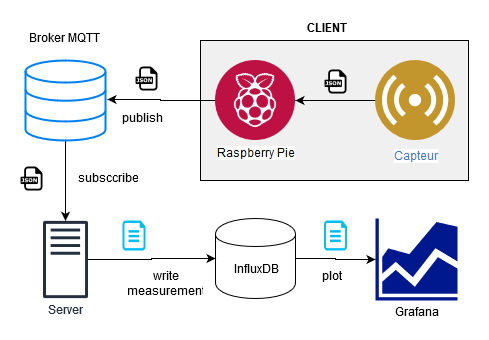 CLIENT
Broker MQTT
JSON
JSON
publish
Raspberry Pie
Capteur
JSON
subsccribe
write
measurement
InfluxDB
plot
Server
Grafana